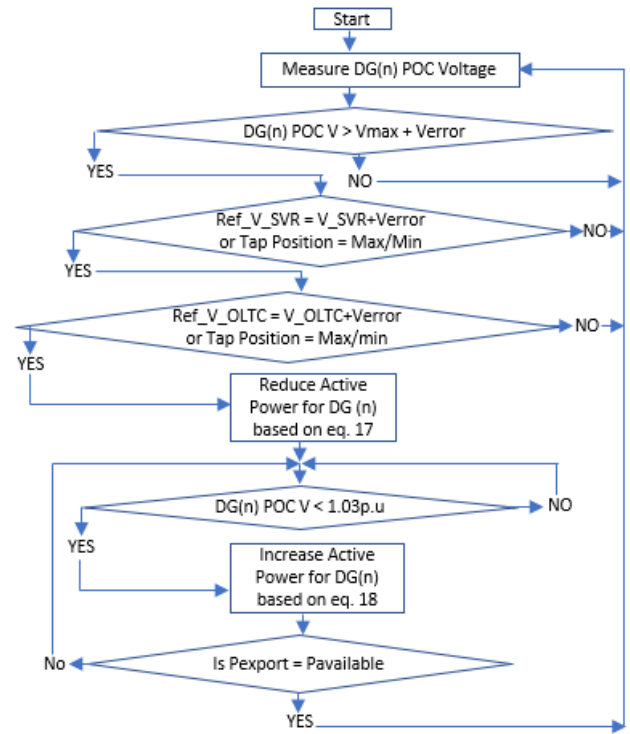 Start
Measure DG(n) POC Voltage
DG(n) POC V > Vmax + Verror
YES
NO
Ref_V_SVR = V_SVR+Verror
or Tap Position = Max/Min
NO
YES
Ref_V_OLTC = V_OLTC+Verror
or Tap Position = Max/min
NO
YES
Reduce Active
Power for DG (n)
based on eq. 17
DG(n) POC V < 1.03p.u
NO
YES
Increase Active
Power for DG(n)
based on eq. 18
Is Pexport = Pavailable
No
YES